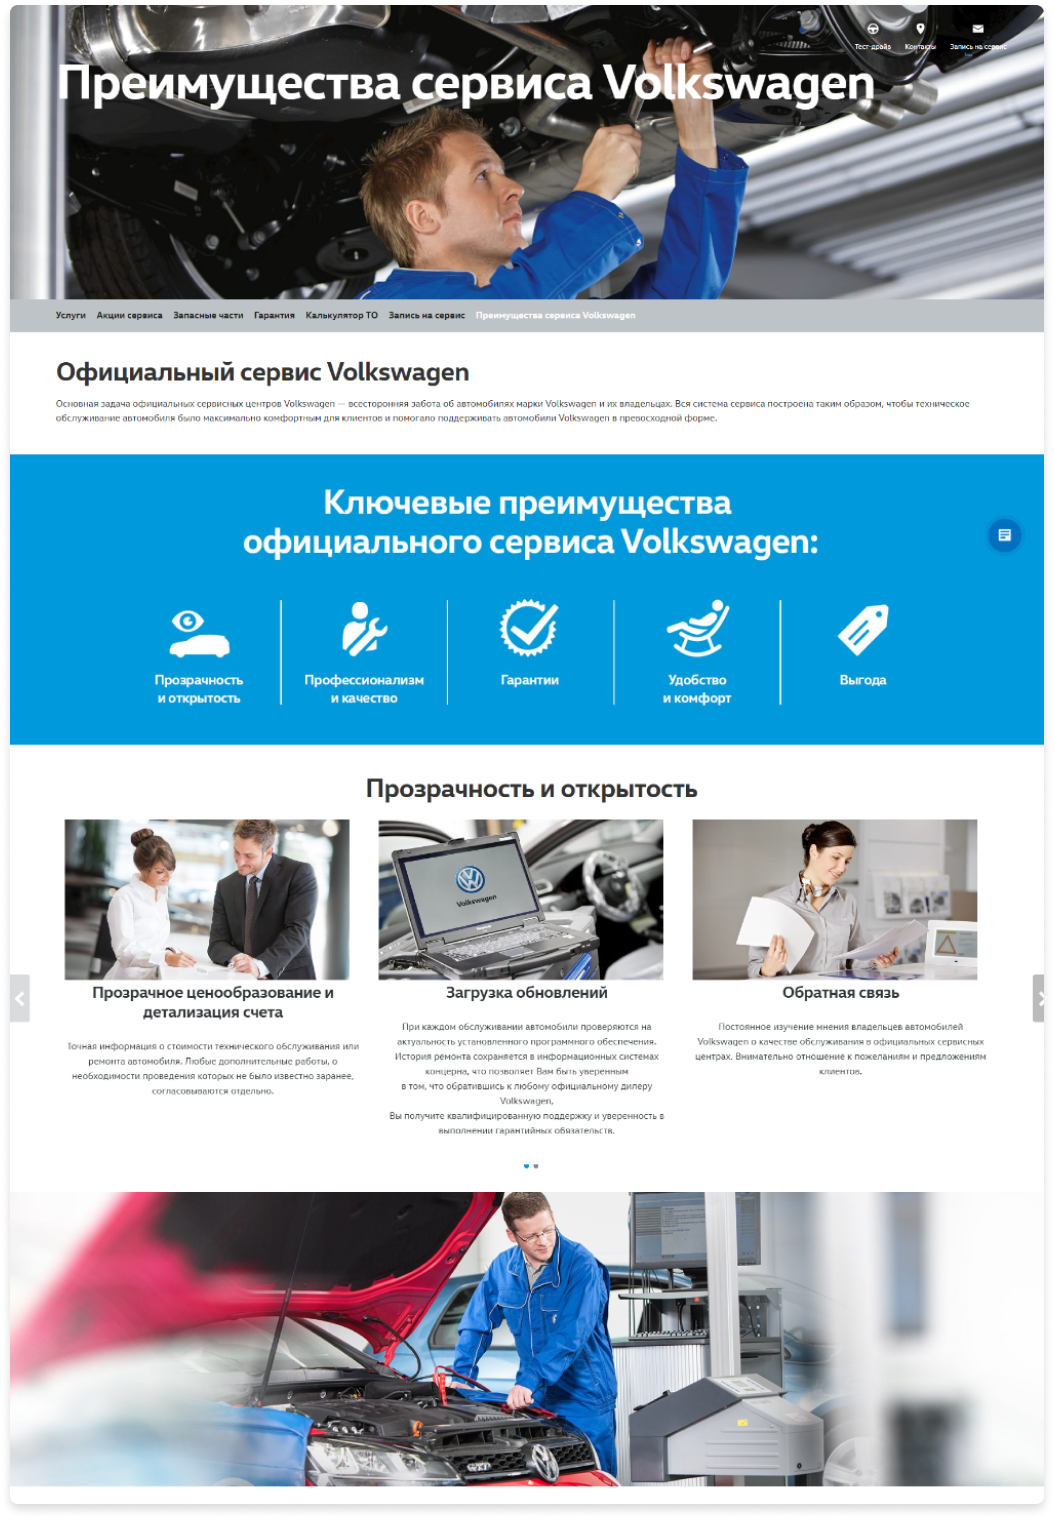 Тест-драйв Контакты Запись на сервис
Преимущества сервиса Volkswagen
Услуги Акции сервиса Запасные части Гарантия Калькулятор ТО Запись на сервис Преимущества сервиса Volkswagen
Официальный сервис Volkswagen
Основная задача официальных сервисных центров Volkswagen — всесторонняя забота об автомобилях марки Volkswagen и их владельцах. Вся система сервиса построена таким образом, чтобы техническое
обслуживание автомобиля было максимально комфортным для клиентов и помогало поддерживать автомобили Volkswagen в превосходной форме.
Ключевые преимущества
официального сервиса Volkswagen:
Прозрачность
и открытость
Профессионализм
и качество
Гарантии
Удобство
и комфорт
Выгода
Прозрачность и открытость
Volkswagen
Прозрачное ценообразование и
детализация счета
Точная информация о стоимости технического обслуживания или
ремонта автомобиля. Любые дополнительные работы, о
необходимости проведения которых не было известно заранее,
согласовываются отдельно.
Загрузка обновлений
При каждом обслуживании автомобили проверяются на
актуальность установленного программного обеспечения.
История ремонта сохраняется в информационных системах
концерна, что позволяет Вам быть уверенным
в том, что обратившись к любому официальному дилеру
Volkswagen,
Вы получите квалифицированную поддержку и уверенность в
выполнении гарантийных обязательств.
Обратная связь
Постоянное изучение мнения владельцев автомобилей
Volkswagen о качестве обслуживания в официальных сервисных
центрах. Внимательно отношение к пожеланиям и предложениям
клиентов.